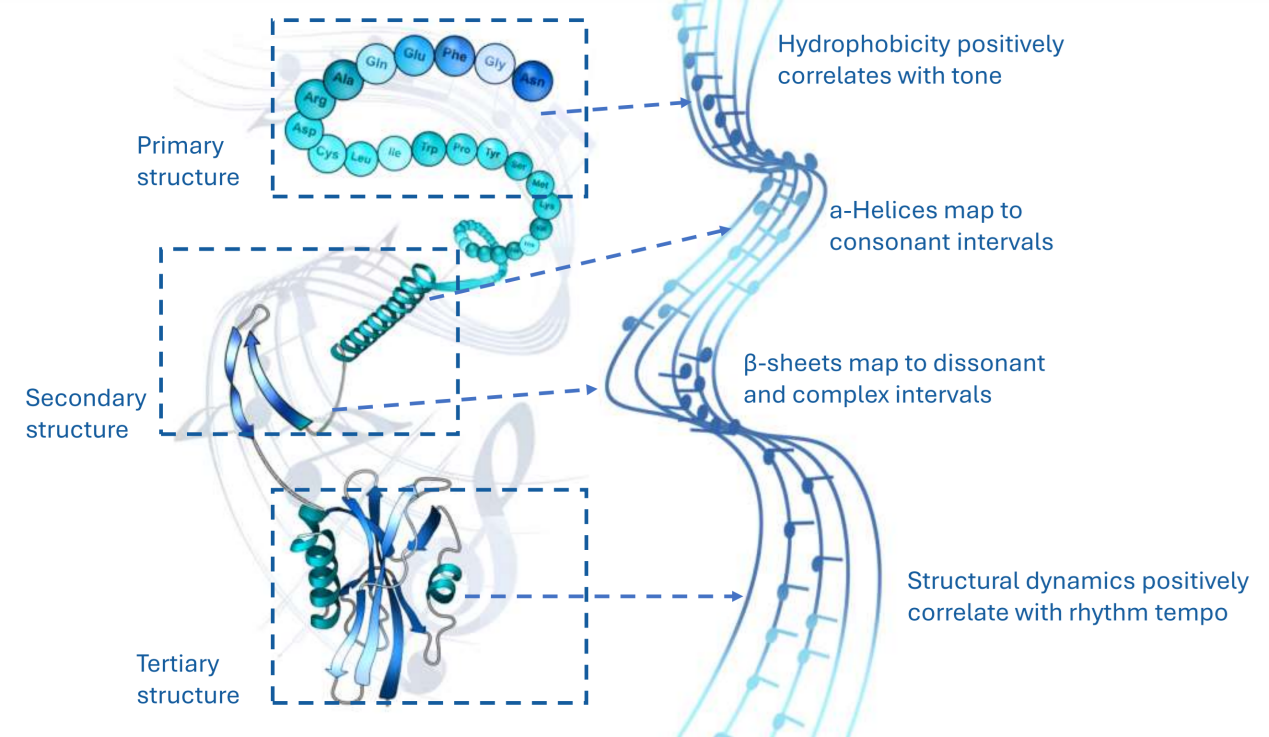 Hydrophobicity positively
correlates with tone
Gln
Glu
Phe
Gly
Asn
Ala
Arg
Asp
Cys
Leu
Ile
Trp
Pro
Tyr
Ser
Met
Lys
Primary
structure
a-Helices map to
consonant intervals
β-sheets map to dissonant
and complex intervals
Secondary
structure
Structural dynamics positively
correlate with rhythm tempo
Tertiary
structure